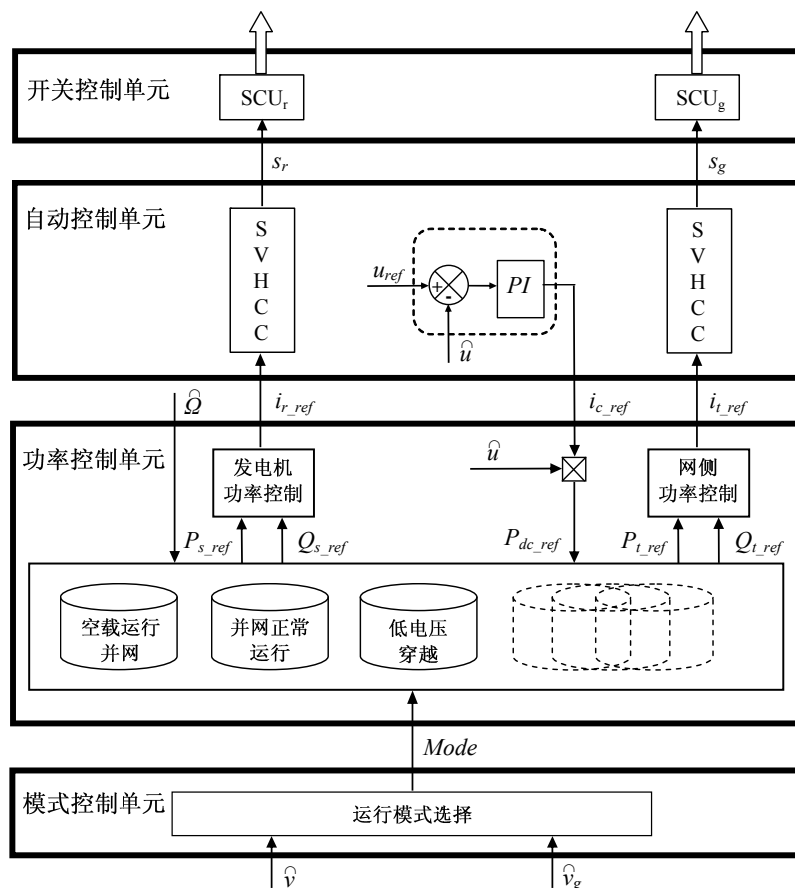 开关控制单元
SCUr
SCUg
sr
sg
自动控制单元
S
V
H
C
C
uref
+
-
PI
û
S
V
H
C
C
Ω̂
ir_ref
ic_ref
it_ref
功率控制单元
发电机
功率控制
û
网侧
功率控制
Ps_ref
Qs_ref
Pdc_ref
Pt_ref
Qt_ref
空载运行
并网
并网正常
运行
低电压
穿越
Mode
模式控制单元
运行模式选择
v̂
v̂g